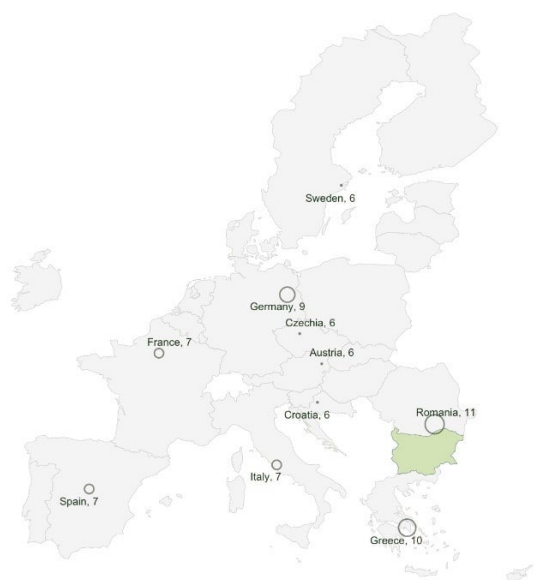 Sweden, 6
Germany, 9
Czechia, 6
France, 7
Austria, 6
Croatia, 6
Romania, 11
Italy, 7
Spain, 7
Greece, 10